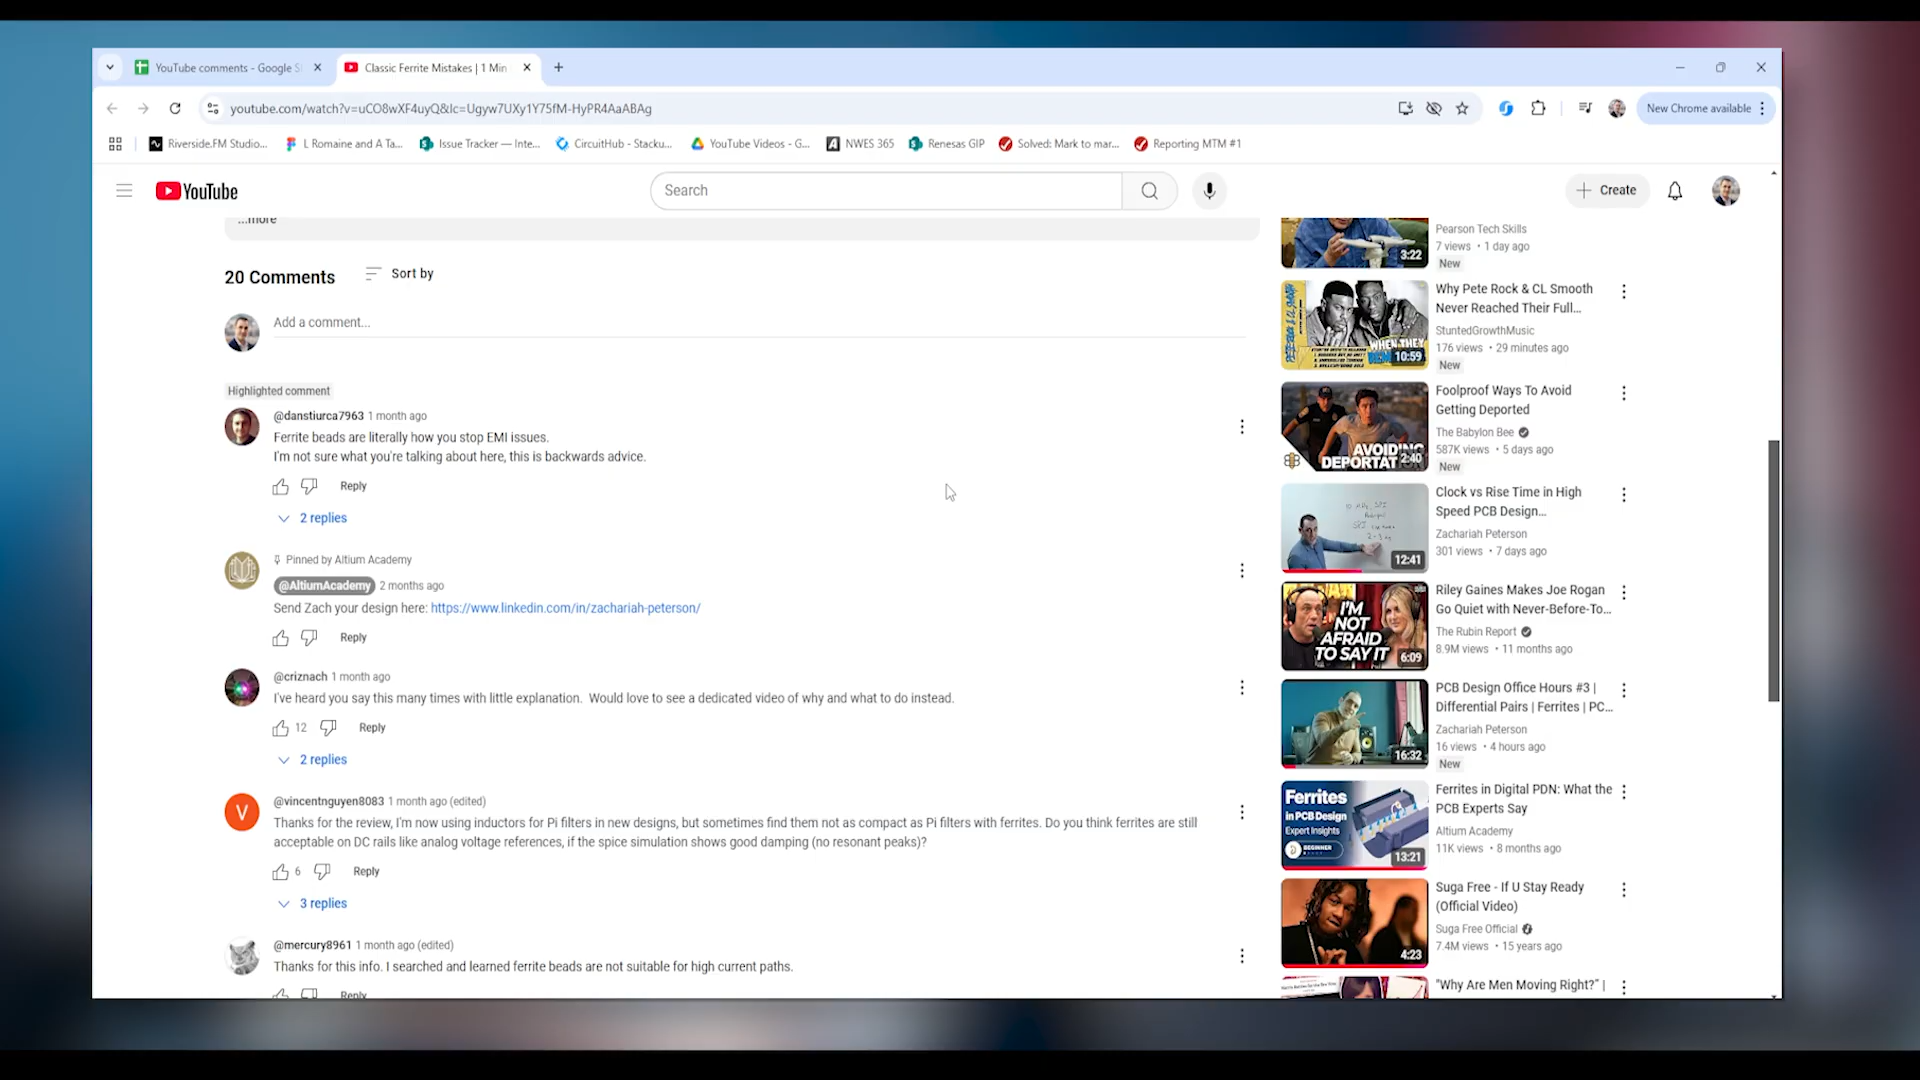 YouTube comments - Google S
Classic Ferrite Mistakes | 1 Min
youtube.com/watch?v=uCO8wXF4uyQ&lc=Ugyw7UXy1Y75fM-HyPR4AaABAg
New Chrome available
Riverside.FM Studio...
L Romaine and A Ta...
Issue Tracker — Inte...
CircuitHub - Stacku...
YouTube Videos - G...
NWES 365
Renesas GIP
Solved: Mark to mar...
Reporting MTM #1
YouTube
Search
Create
...more
20 Comments
Sort by
Add a comment...
Highlighted comment
@danstiurca7963 1 month ago
Ferrite beads are literally how you stop EMI issues.
I'm not sure what you're talking about here, this is backwards advice.
Reply
2 replies
Pinned by Altium Academy
@AltiumAcademy 2 months ago
Send Zach your design here: https://www.linkedin.com/in/zachariah-peterson/
Reply
@criznach 1 month ago
I've heard you say this many times with little explanation. Would love to see a dedicated video of why and what to do instead.
12 Reply
2 replies
V
@vincentnguyen8083 1 month ago (edited)
Thanks for the review, I'm now using inductors for Pi filters in new designs, but sometimes find them not as compact as Pi filters with ferrites. Do you think ferrites are still
acceptable on DC rails like analog voltage references, if the spice simulation shows good damping (no resonant peaks)?
6 Reply
3 replies
@mercury8961 1 month ago (edited)
Thanks for this info. I searched and learned ferrite beads are not suitable for high current paths.
Reply
3:22
Pearson Tech Skills
7 views • 1 day ago
New
WHEN THEY
10:59
Why Pete Rock & CL Smooth
Never Reached Their Full...
StuntedGrowthMusic
176 views • 29 minutes ago
New
AVOIDING
DEPORTAT
2:40
Foolproof Ways To Avoid
Getting Deported
The Babylon Bee
587K views • 5 days ago
New
12:41
Clock vs Rise Time in High
Speed PCB Design...
Zachariah Peterson
301 views • 7 days ago
I'M
NOT
AFRAID
TO SAY IT
6:09
Riley Gaines Makes Joe Rogan
Go Quiet with Never-Before-To...
The Rubin Report
8.9M views • 11 months ago
16:32
PCB Design Office Hours #3 |
Differential Pairs | Ferrites | PC...
Zachariah Peterson
16 views • 4 hours ago
New
Ferrites
in PCB Design
Expert Insights
BEGINNER
13:21
Ferrites in Digital PDN: What the
PCB Experts Say
Altium Academy
11K views • 8 months ago
4:23
Suga Free - If U Stay Ready
(Official Video)
Suga Free Official
7.4M views • 15 years ago
"Why Are Men Moving Right?" |